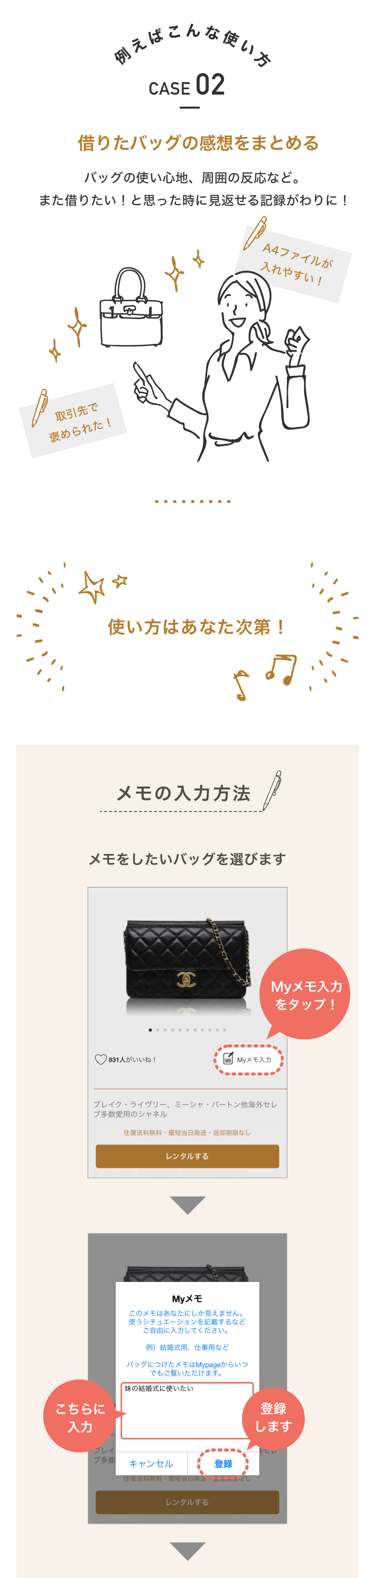 例えばこんな使い方
CASE 02
借りたバッグの感想をまとめる
バッグの使い心地、周囲の反応など。
また借りたい！と思った時に見返せる記録がわりに！
A4ファイルが
入れやすい！
取引先で
褒められた！
使い方はあなた次第！
メモの入力方法
メモをしたいバッグを選びます
Myメモ入力
をタップ！
831人がいいね！
Myメモ入力
ブレイク・ライヴリー、ミーシャ・バートン他海外セレ
ブ多数愛用のシャネル
往復送料無料・最短当日発送・返却期限なし
レンタルする
Myメモ
このメモはあなたにしか見えません。
使うシチュエーションを記載するなど
ご自由に入力してください。
例）結婚式用、仕事用など
バッグにつけたメモはMypageからいつ
でもご覧いただけます。
妹の結婚式に使いたい
こちらに
入力
登録
します
キャンセル
登録
レンタルする